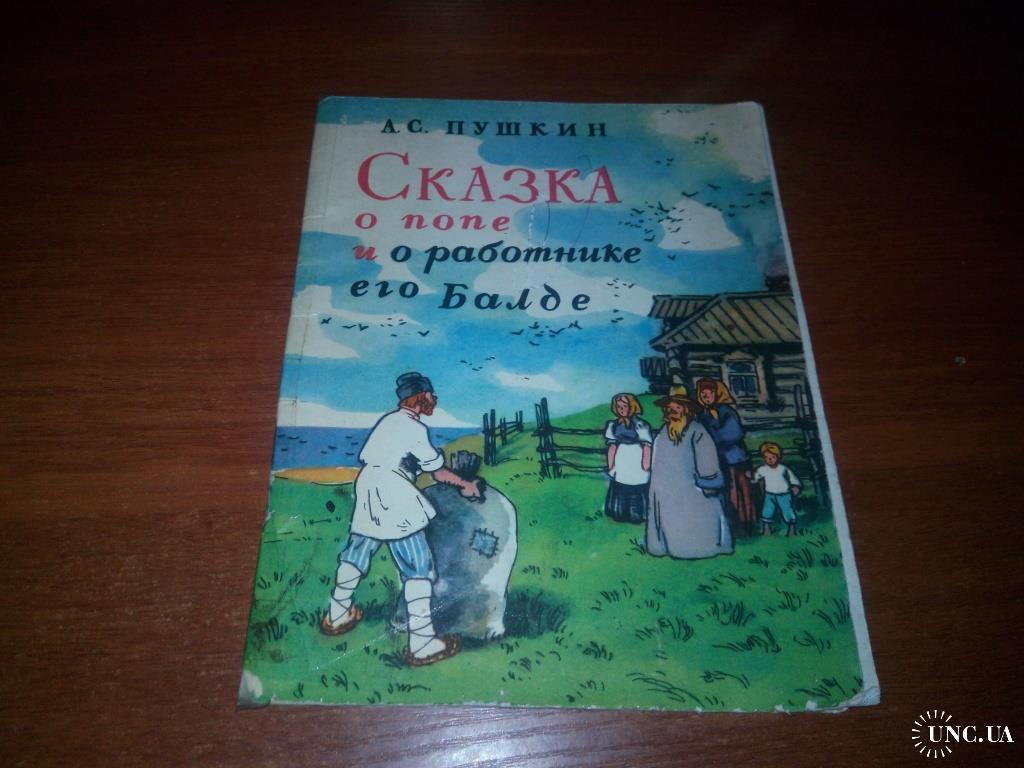 А.С. ПУШКИН
СКАЗКА
о попе
и о работнике
его Балде
UNC.UA